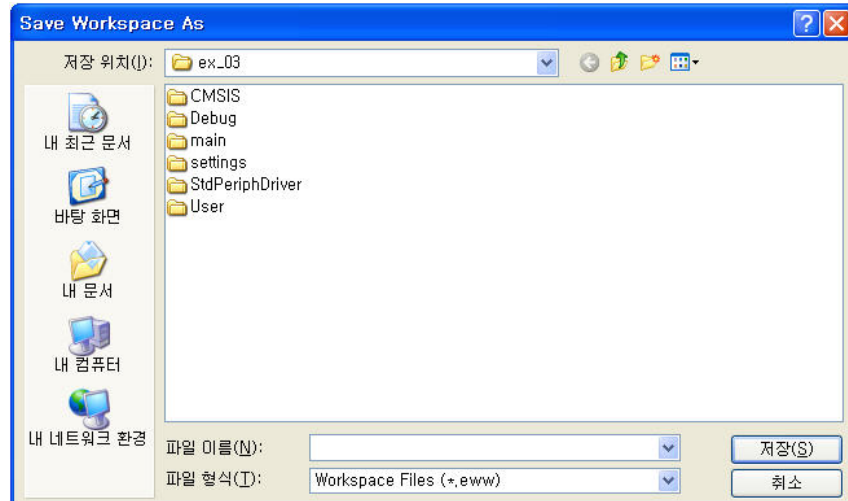 Save Workspace As
저장 위치(I): ex_03
CMSIS
Debug
main
settings
StdPeriphDriver
User
내 최근 문서
바탕 화면
내 문서
내 컴퓨터
내 네트워크 환경
파일 이름(N):
저장(S)
파일 형식(T): Workspace Files (*.eww)
취소